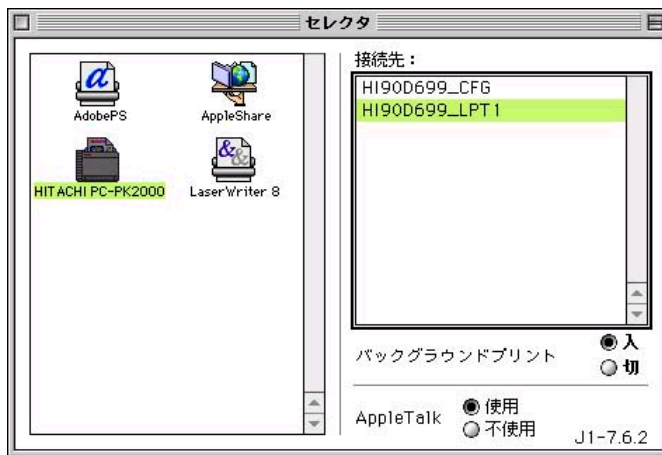 セレクタ
AdobePS
AppleShare
HITACHI PC-PK2000
LaserWriter 8
接続先：
HI90D699_CFG
HI90D699_LPT1
バックグラウンドプリント
入
切
AppleTalk
使用
不使用
J1-7.6.2